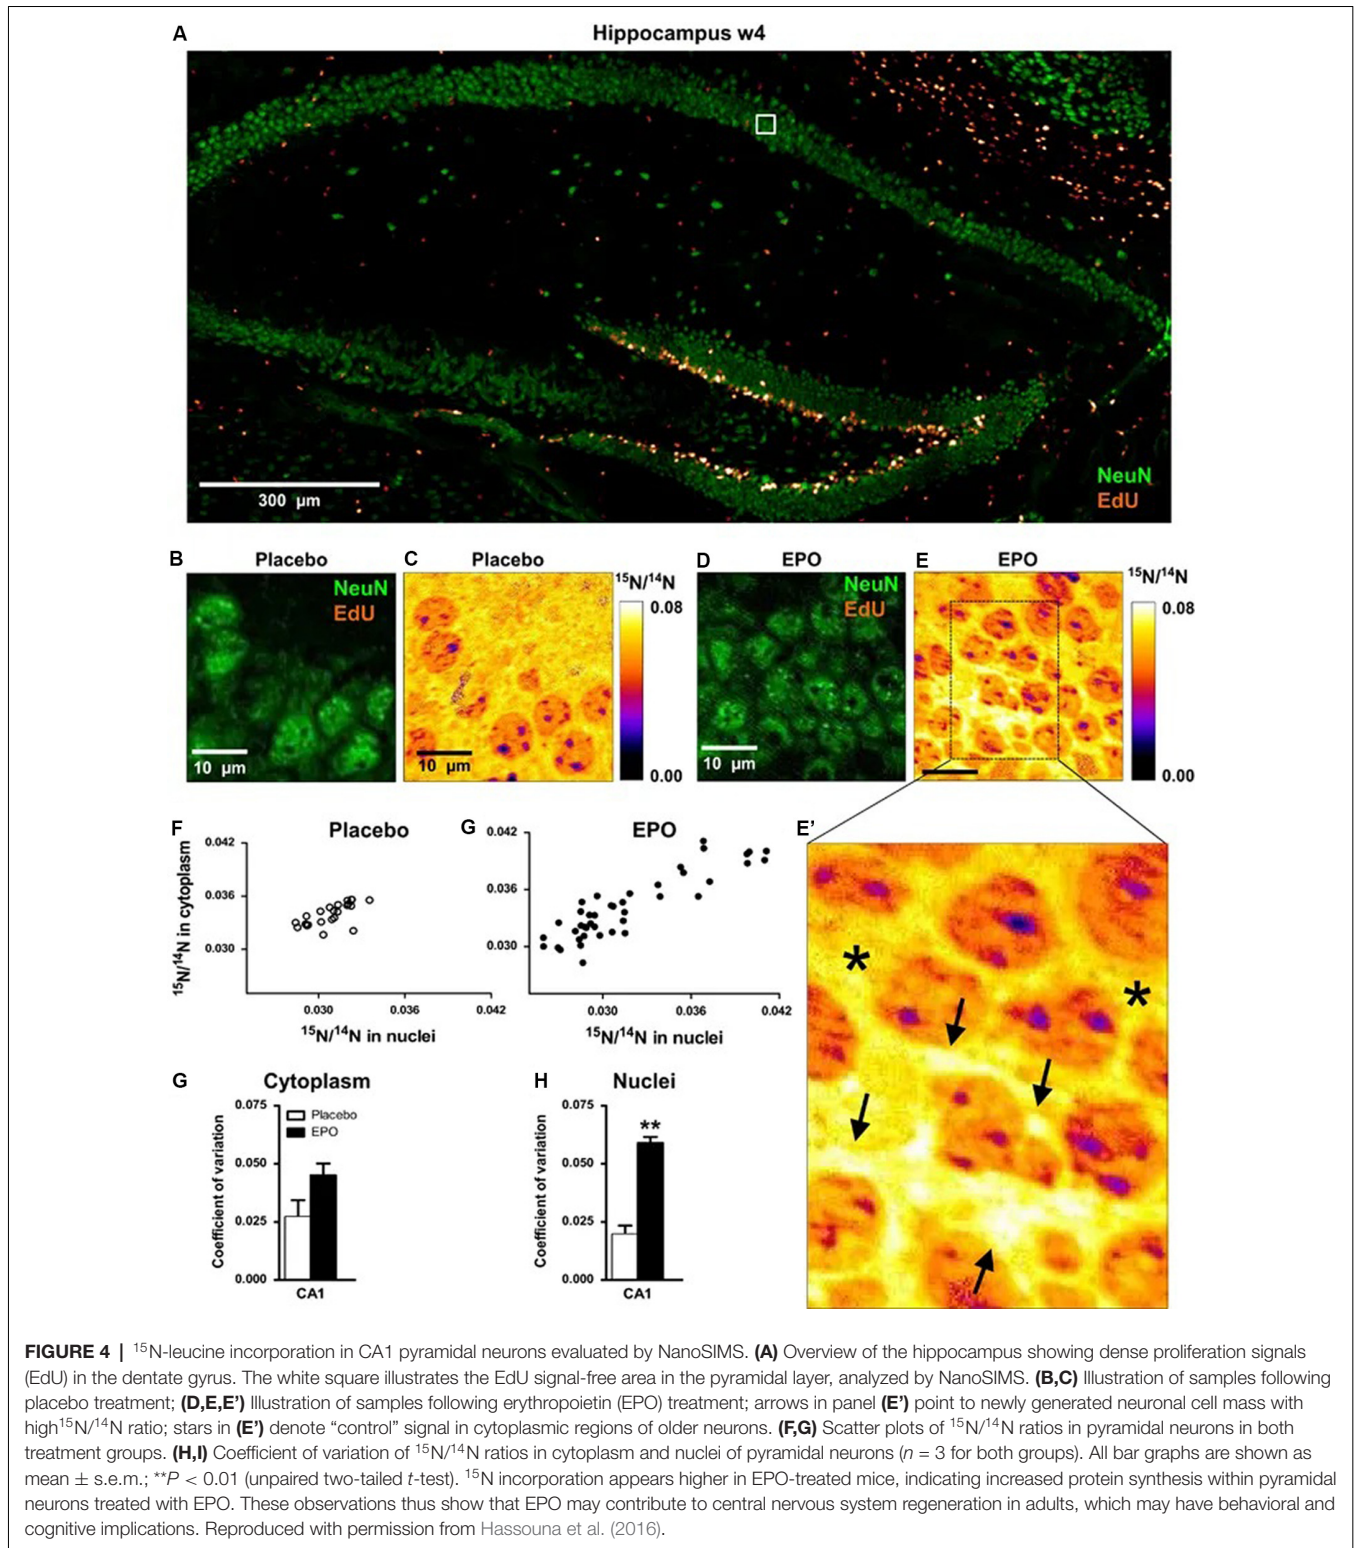 A
Hippocampus w4
300 µm
NeuN
EdU
B
Placebo
NeuN
EdU
10 µm
C
Placebo
10 µm
¹⁵N/¹⁴N
0.08
0.00
D
EPO
NeuN
EdU
10 µm
E
EPO
¹⁵N/¹⁴N
0.08
0.00
F
Placebo
¹⁵N/¹⁴N in cytoplasm
0.042
0.036
0.030
0.030
0.036
0.042
¹⁵N/¹⁴N in nuclei
G
EPO
0.042
0.036
0.030
0.030
0.036
0.042
¹⁵N/¹⁴N in nuclei
E’
*
*
G
Cytoplasm
Coefficient of variation
0.075
0.050
0.025
0.000
Placebo
EPO
CA1
H
Nuclei
Coefficient of variation
0.075
0.050
0.025
0.000
**
CA1
FIGURE 4 | ¹⁵N-leucine incorporation in CA1 pyramidal neurons evaluated by NanoSIMS. (A) Overview of the hippocampus showing dense proliferation signals
(EdU) in the dentate gyrus. The white square illustrates the EdU signal-free area in the pyramidal layer, analyzed by NanoSIMS. (B,C) Illustration of samples following
placebo treatment; (D,E,E’) Illustration of samples following erythropoietin (EPO) treatment; arrows in panel (E’) point to newly generated neuronal cell mass with
high¹⁵N/¹⁴N ratio; stars in (E’) denote “control” signal in cytoplasmic regions of older neurons. (F,G) Scatter plots of ¹⁵N/¹⁴N ratios in pyramidal neurons in both
treatment groups. (H,I) Coefficient of variation of ¹⁵N/¹⁴N ratios in cytoplasm and nuclei of pyramidal neurons (n = 3 for both groups). All bar graphs are shown as
mean ± s.e.m.; **P < 0.01 (unpaired two-tailed t-test). ¹⁵N incorporation appears higher in EPO-treated mice, indicating increased protein synthesis within pyramidal
neurons treated with EPO. These observations thus show that EPO may contribute to central nervous system regeneration in adults, which may have behavioral and
cognitive implications. Reproduced with permission from Hassouna et al. (2016).